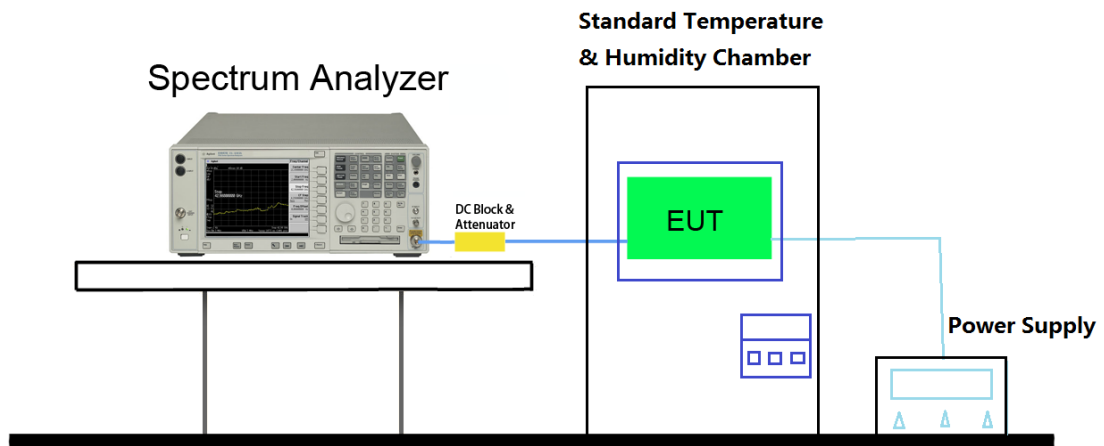 Standard Temperature
& Humidity Chamber
Spectrum Analyzer
DC Block &
Attenuator
EUT
Power Supply